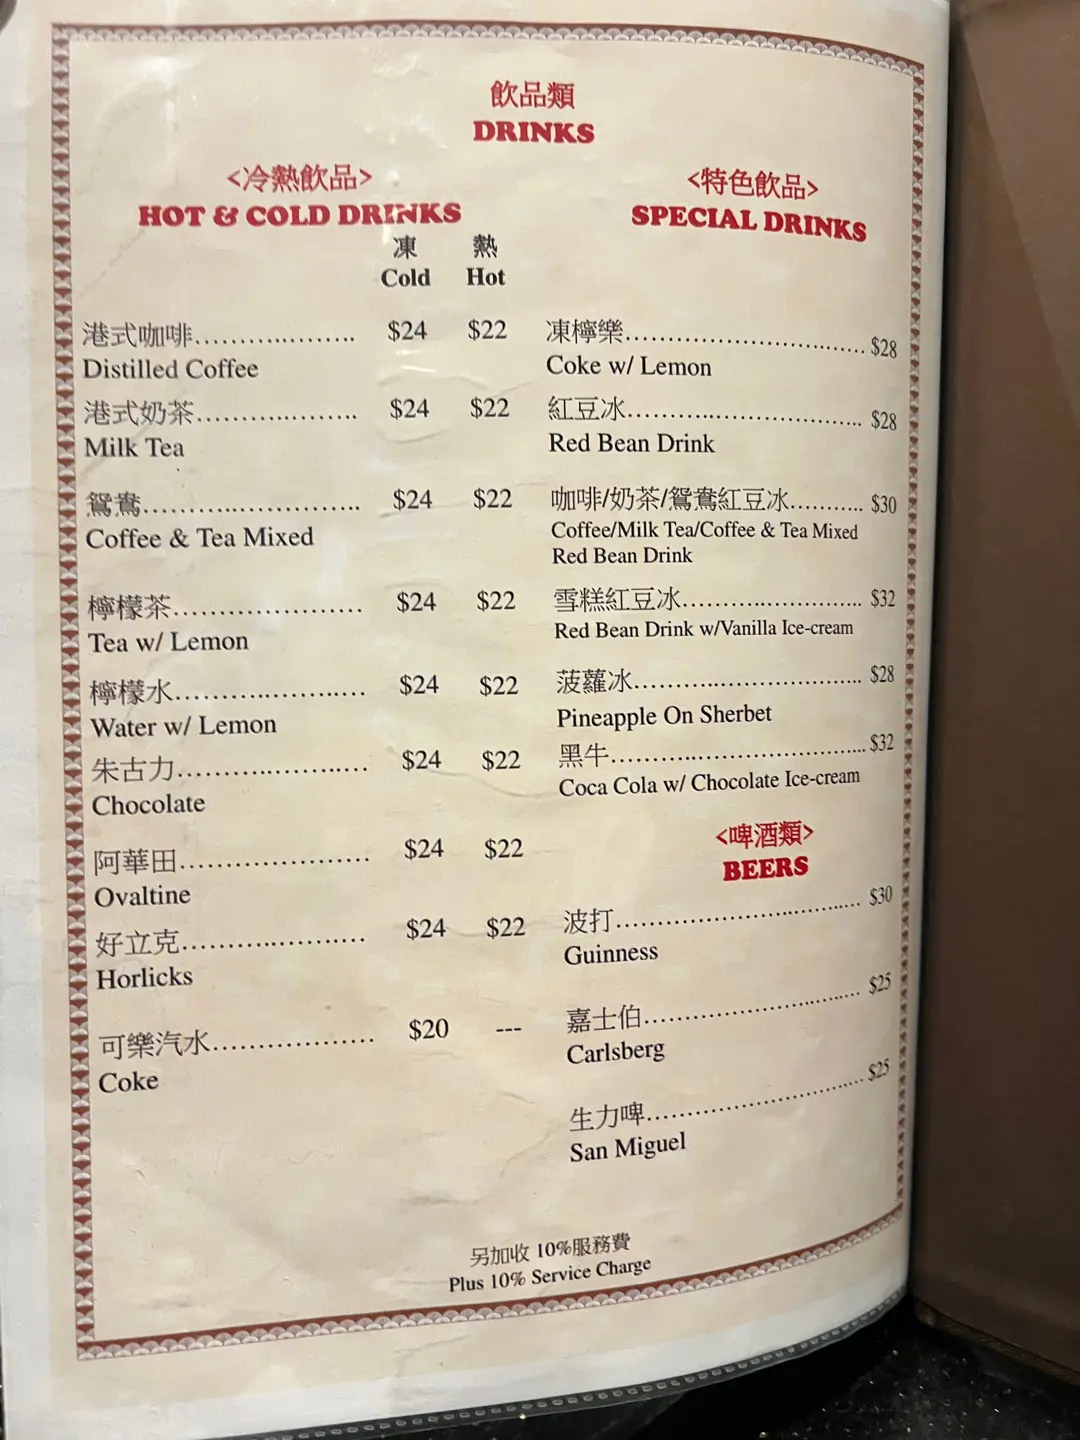 飲品類
DRINKS
<冷熱飲品>
HOT & COLD DRINKS
凍 熱
Cold Hot
港式咖啡.................... $24 $22
Distilled Coffee
港式奶茶.................... $24 $22
Milk Tea
鴛鴦........................... $24 $22
Coffee & Tea Mixed
檸檬茶....................... $24 $22
Tea w/ Lemon
檸檬水....................... $24 $22
Water w/ Lemon
朱古力....................... $24 $22
Chocolate
阿華田....................... $24 $22
Ovaltine
好立克....................... $24 $22
Horlicks
可樂汽水................... $20 ---
Coke
<特色飲品>
SPECIAL DRINKS
凍檸樂.................................. $28
Coke w/ Lemon
紅豆冰.................................. $28
Red Bean Drink
咖啡/奶茶/鴛鴦紅豆冰........... $30
Coffee/Milk Tea/Coffee & Tea Mixed
Red Bean Drink
雪糕紅豆冰........................... $32
Red Bean Drink w/Vanilla Ice-cream
菠蘿冰.................................. $28
Pineapple On Sherbet
黑牛...................................... $32
Coca Cola w/ Chocolate Ice-cream
<啤酒類>
BEERS
波打...................................... $30
Guinness
嘉士伯.................................. $25
Carlsberg
生力啤.................................. $25
San Miguel
另加收 10%服務費
Plus 10% Service Charge